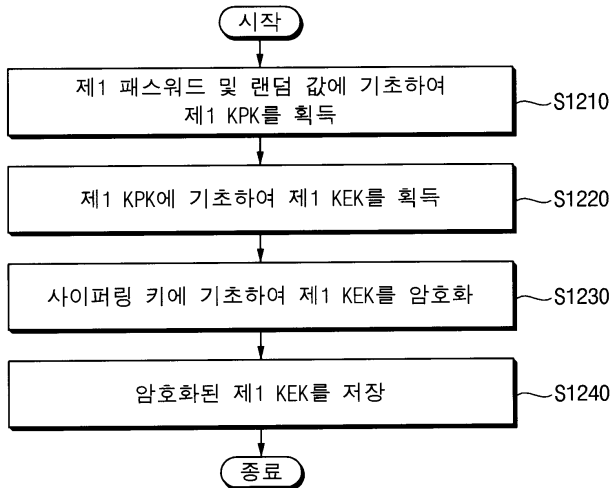 시작
제1 패스워드 및 랜덤 값에 기초하여
제1 KPK를 획득
S1210
제1 KPK에 기초하여 제1 KEK를 획득
S1220
사이퍼링 키에 기초하여 제1 KEK를 암호화
S1230
암호화된 제1 KEK를 저장
S1240
종료